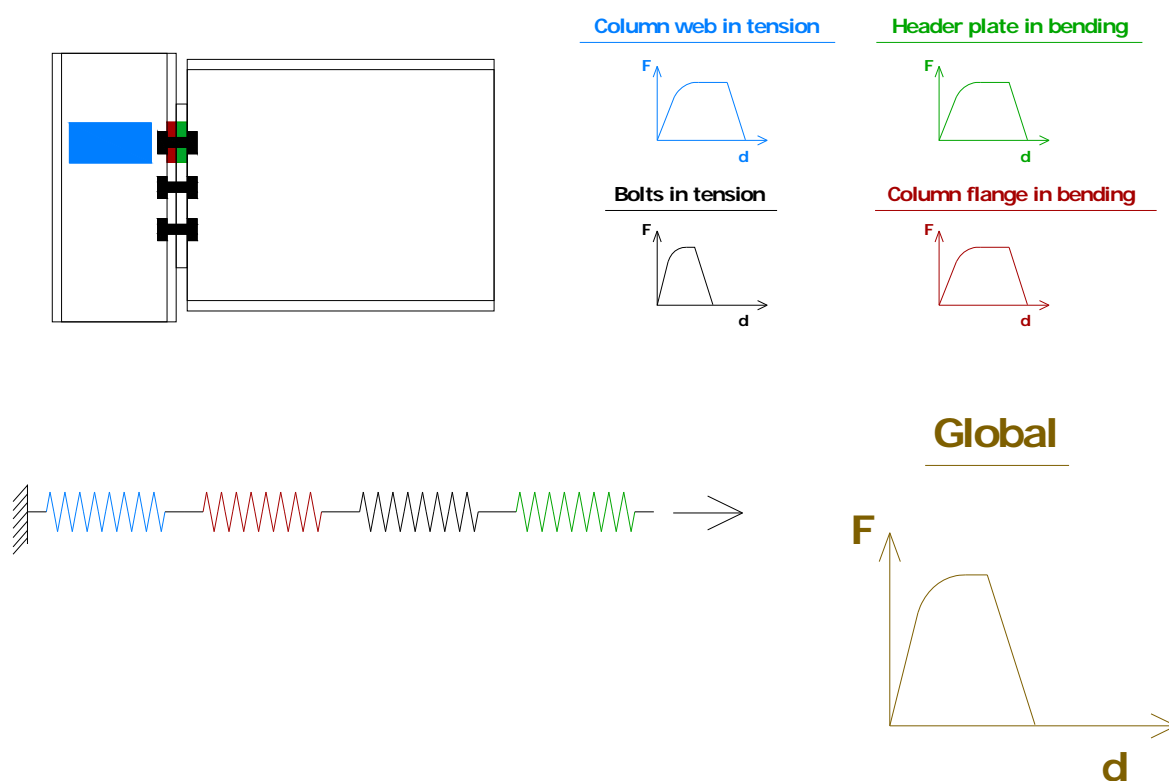 Column web in tension
Header plate in bending
F
d
F
d
Bolts in tension
Column flange in bending
F
d
F
d
Global
F
d